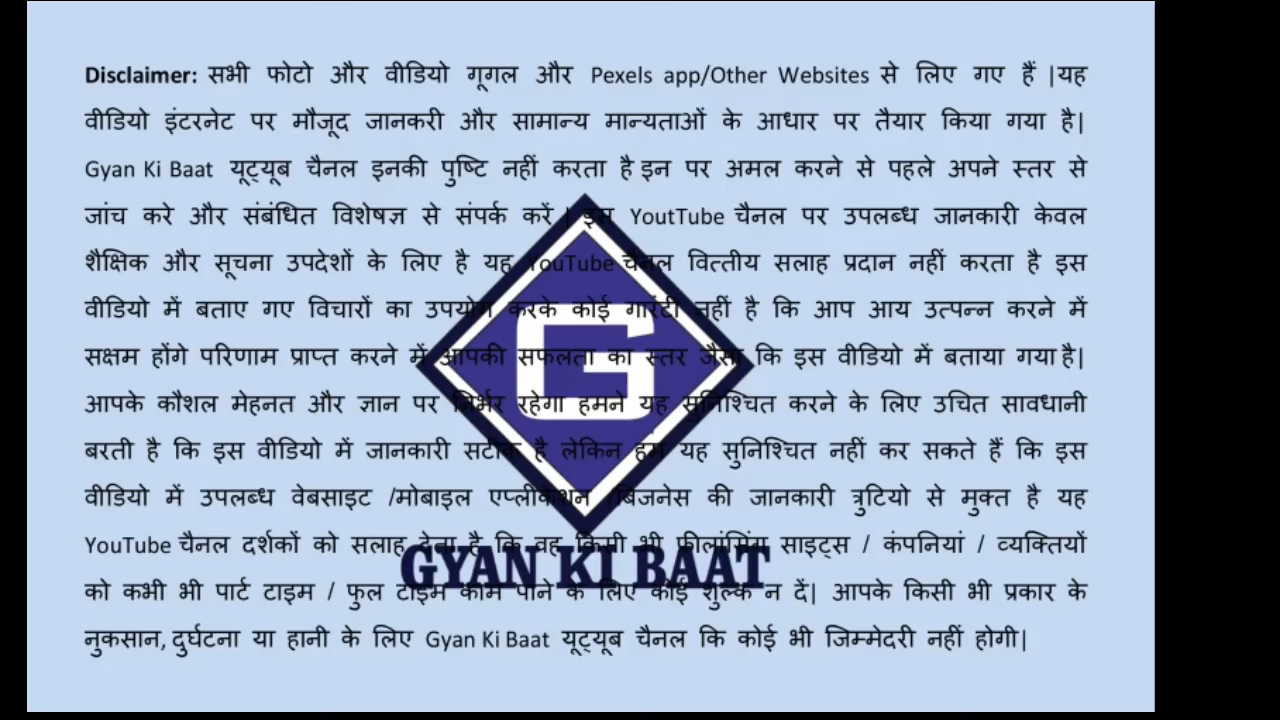 Disclaimer: सभी फोटो और वीडियो गूगल और Pexels app/Other Websites से लिए गए हैं |यह
वीडियो इंटरनेट पर मौजूद जानकरी और सामान्य मान्यताओं के आधार पर तैयार किया गया है|
Gyan Ki Baat यूट्यूब चैनल इनकी पुष्टि नहीं करता है इन पर अमल करने से पहले अपने स्तर से
जांच करे और संबंधित विशेषज्ञ से संपर्क करें | इस YoutTube चैनल पर उपलब्ध जानकारी केवल
शैक्षिक और सूचना उपदेशों के लिए है यह YouTube चैनल वित्तीय सलाह प्रदान नहीं करता है इस
वीडियो में बताए गए विचारों का उपयोग करके कोई गारंटी नहीं है कि आप आय उत्पन्न करने में
सक्षम होंगे परिणाम प्राप्त करने में आपकी सफलता का स्तर जैसा कि इस वीडियो में बताया गया है|
आपके कौशल मेहनत और ज्ञान पर निर्भर रहेगा हमने यह सुनिश्चित करने के लिए उचित सावधानी
बरती है कि इस वीडियो में जानकारी सटीक है लेकिन हम यह सुनिश्चित नहीं कर सकते हैं कि इस
वीडियो में उपलब्ध वेबसाइट /मोबाइल एप्लीकेशन /बिजनेस की जानकारी त्रुटियो से मुक्त है यह
YouTube चैनल दर्शकों को सलाह देता है कि वह किसी भी फ्रीलांसिंग साइट्स / कंपनियां / व्यक्तियों
GYAN KI BAAT
को कभी भी पार्ट टाइम / फुल टाइम काम पाने के लिए कोई शुल्क न दें| आपके किसी भी प्रकार के
नुकसान, दुर्घटना या हानी के लिए Gyan Ki Baat यूट्यूब चैनल कि कोई भी जिम्मेदरी नहीं होगी|
G